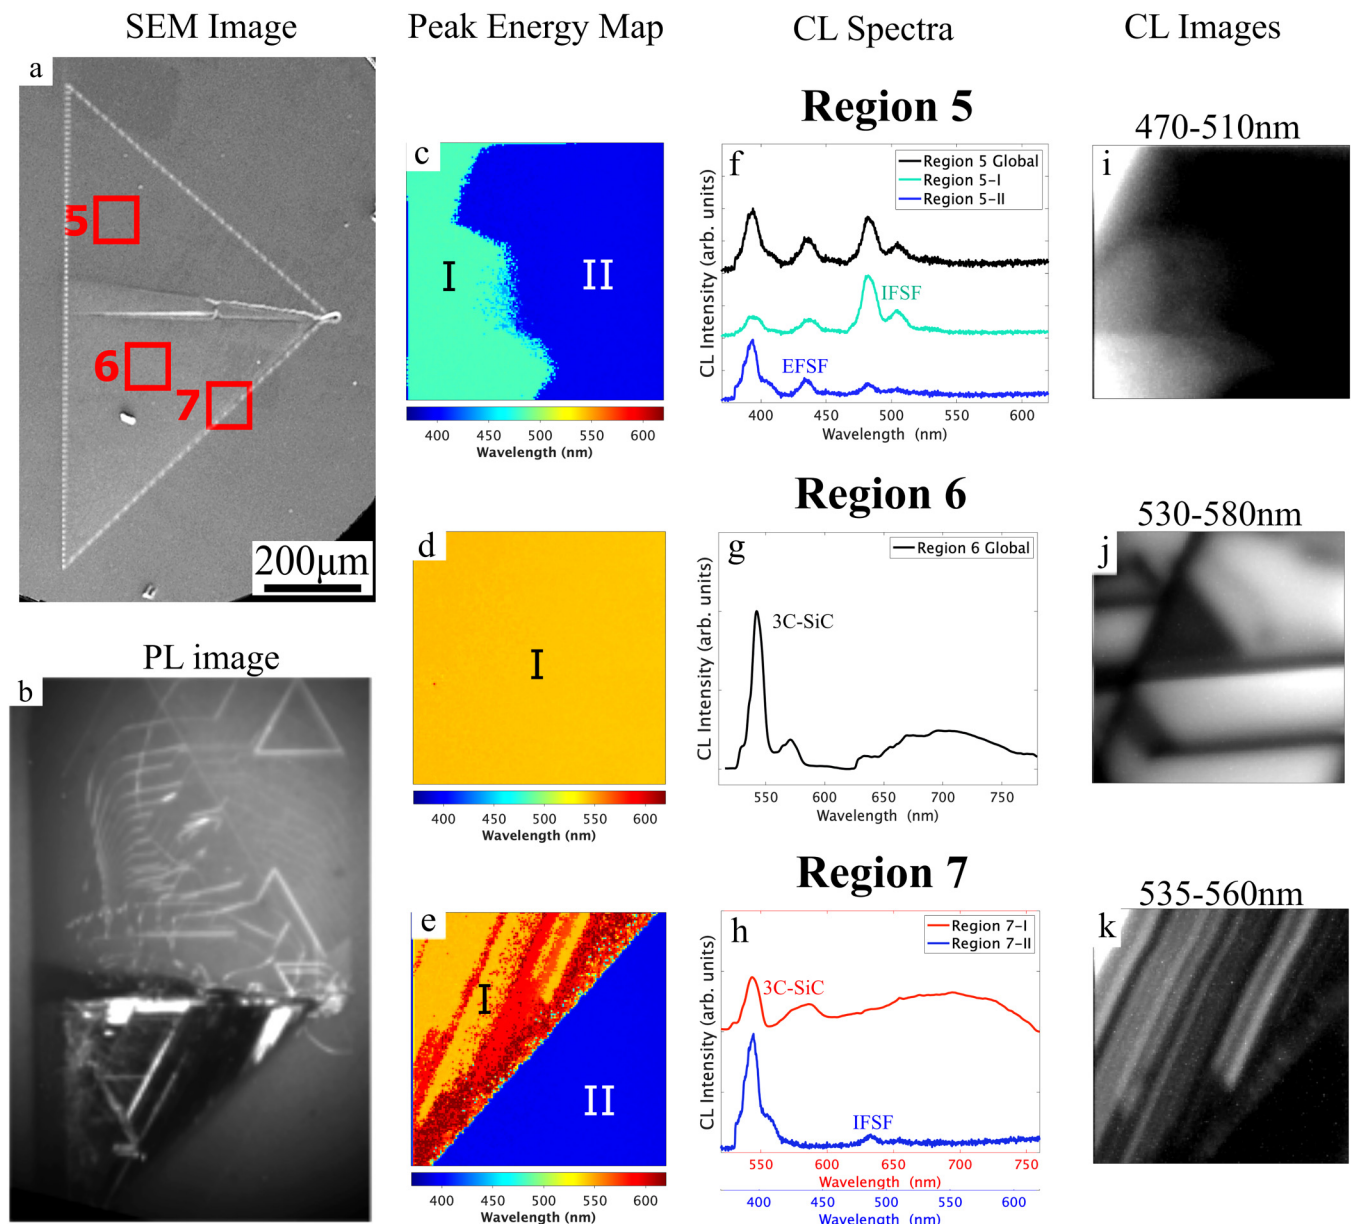 SEM Image
Peak Energy Map
CL Spectra
CL Images
a
5
6
7
200μm
PL image
b
Region 5
470-510nm
c
I
II
400 450 500 550 600
Wavelength (nm)
f
Region 5 Global
Region 5-I
Region 5-II
IFSF
EFSF
CL Intensity (arb. units)
400 450 500 550 600
Wavelength (nm)
i
Region 6
530-580nm
d
I
400 450 500 550 600
Wavelength (nm)
g
Region 6 Global
3C-SiC
CL Intensity (arb. units)
550 600 650 700 750
Wavelength (nm)
j
Region 7
535-560nm
e
I
II
400 450 500 550 600
Wavelength (nm)
h
Region 7-I
Region 7-II
3C-SiC
IFSF
CL Intensity (arb. units)
550 600 650 700 750
Wavelength (nm)
400 450 500 550 600
Wavelength (nm)
k